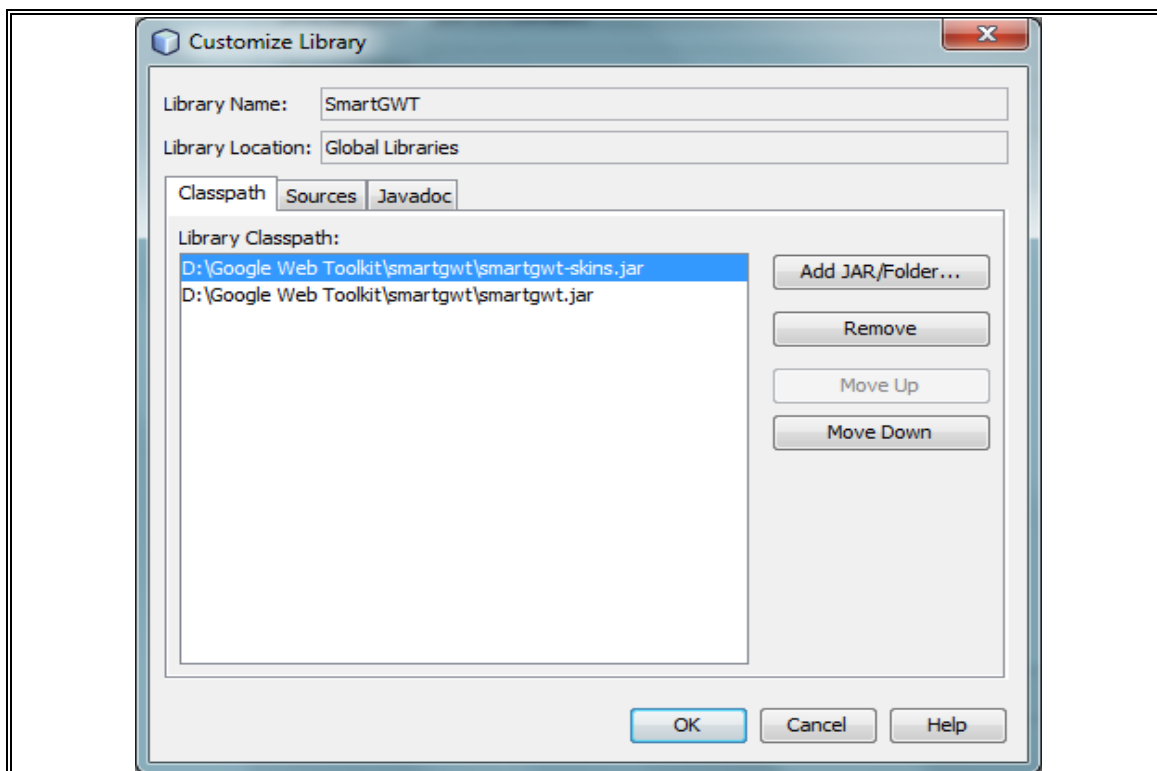 Customize Library
Library Name: SmartGWT
Library Location: Global Libraries
Classpath Sources Javadoc
Library Classpath:
D:\Google Web Toolkit\smartgwt\smartgwt-skins.jar
D:\Google Web Toolkit\smartgwt\smartgwt.jar
Add JAR/Folder...
Remove
Move Up
Move Down
OK Cancel Help